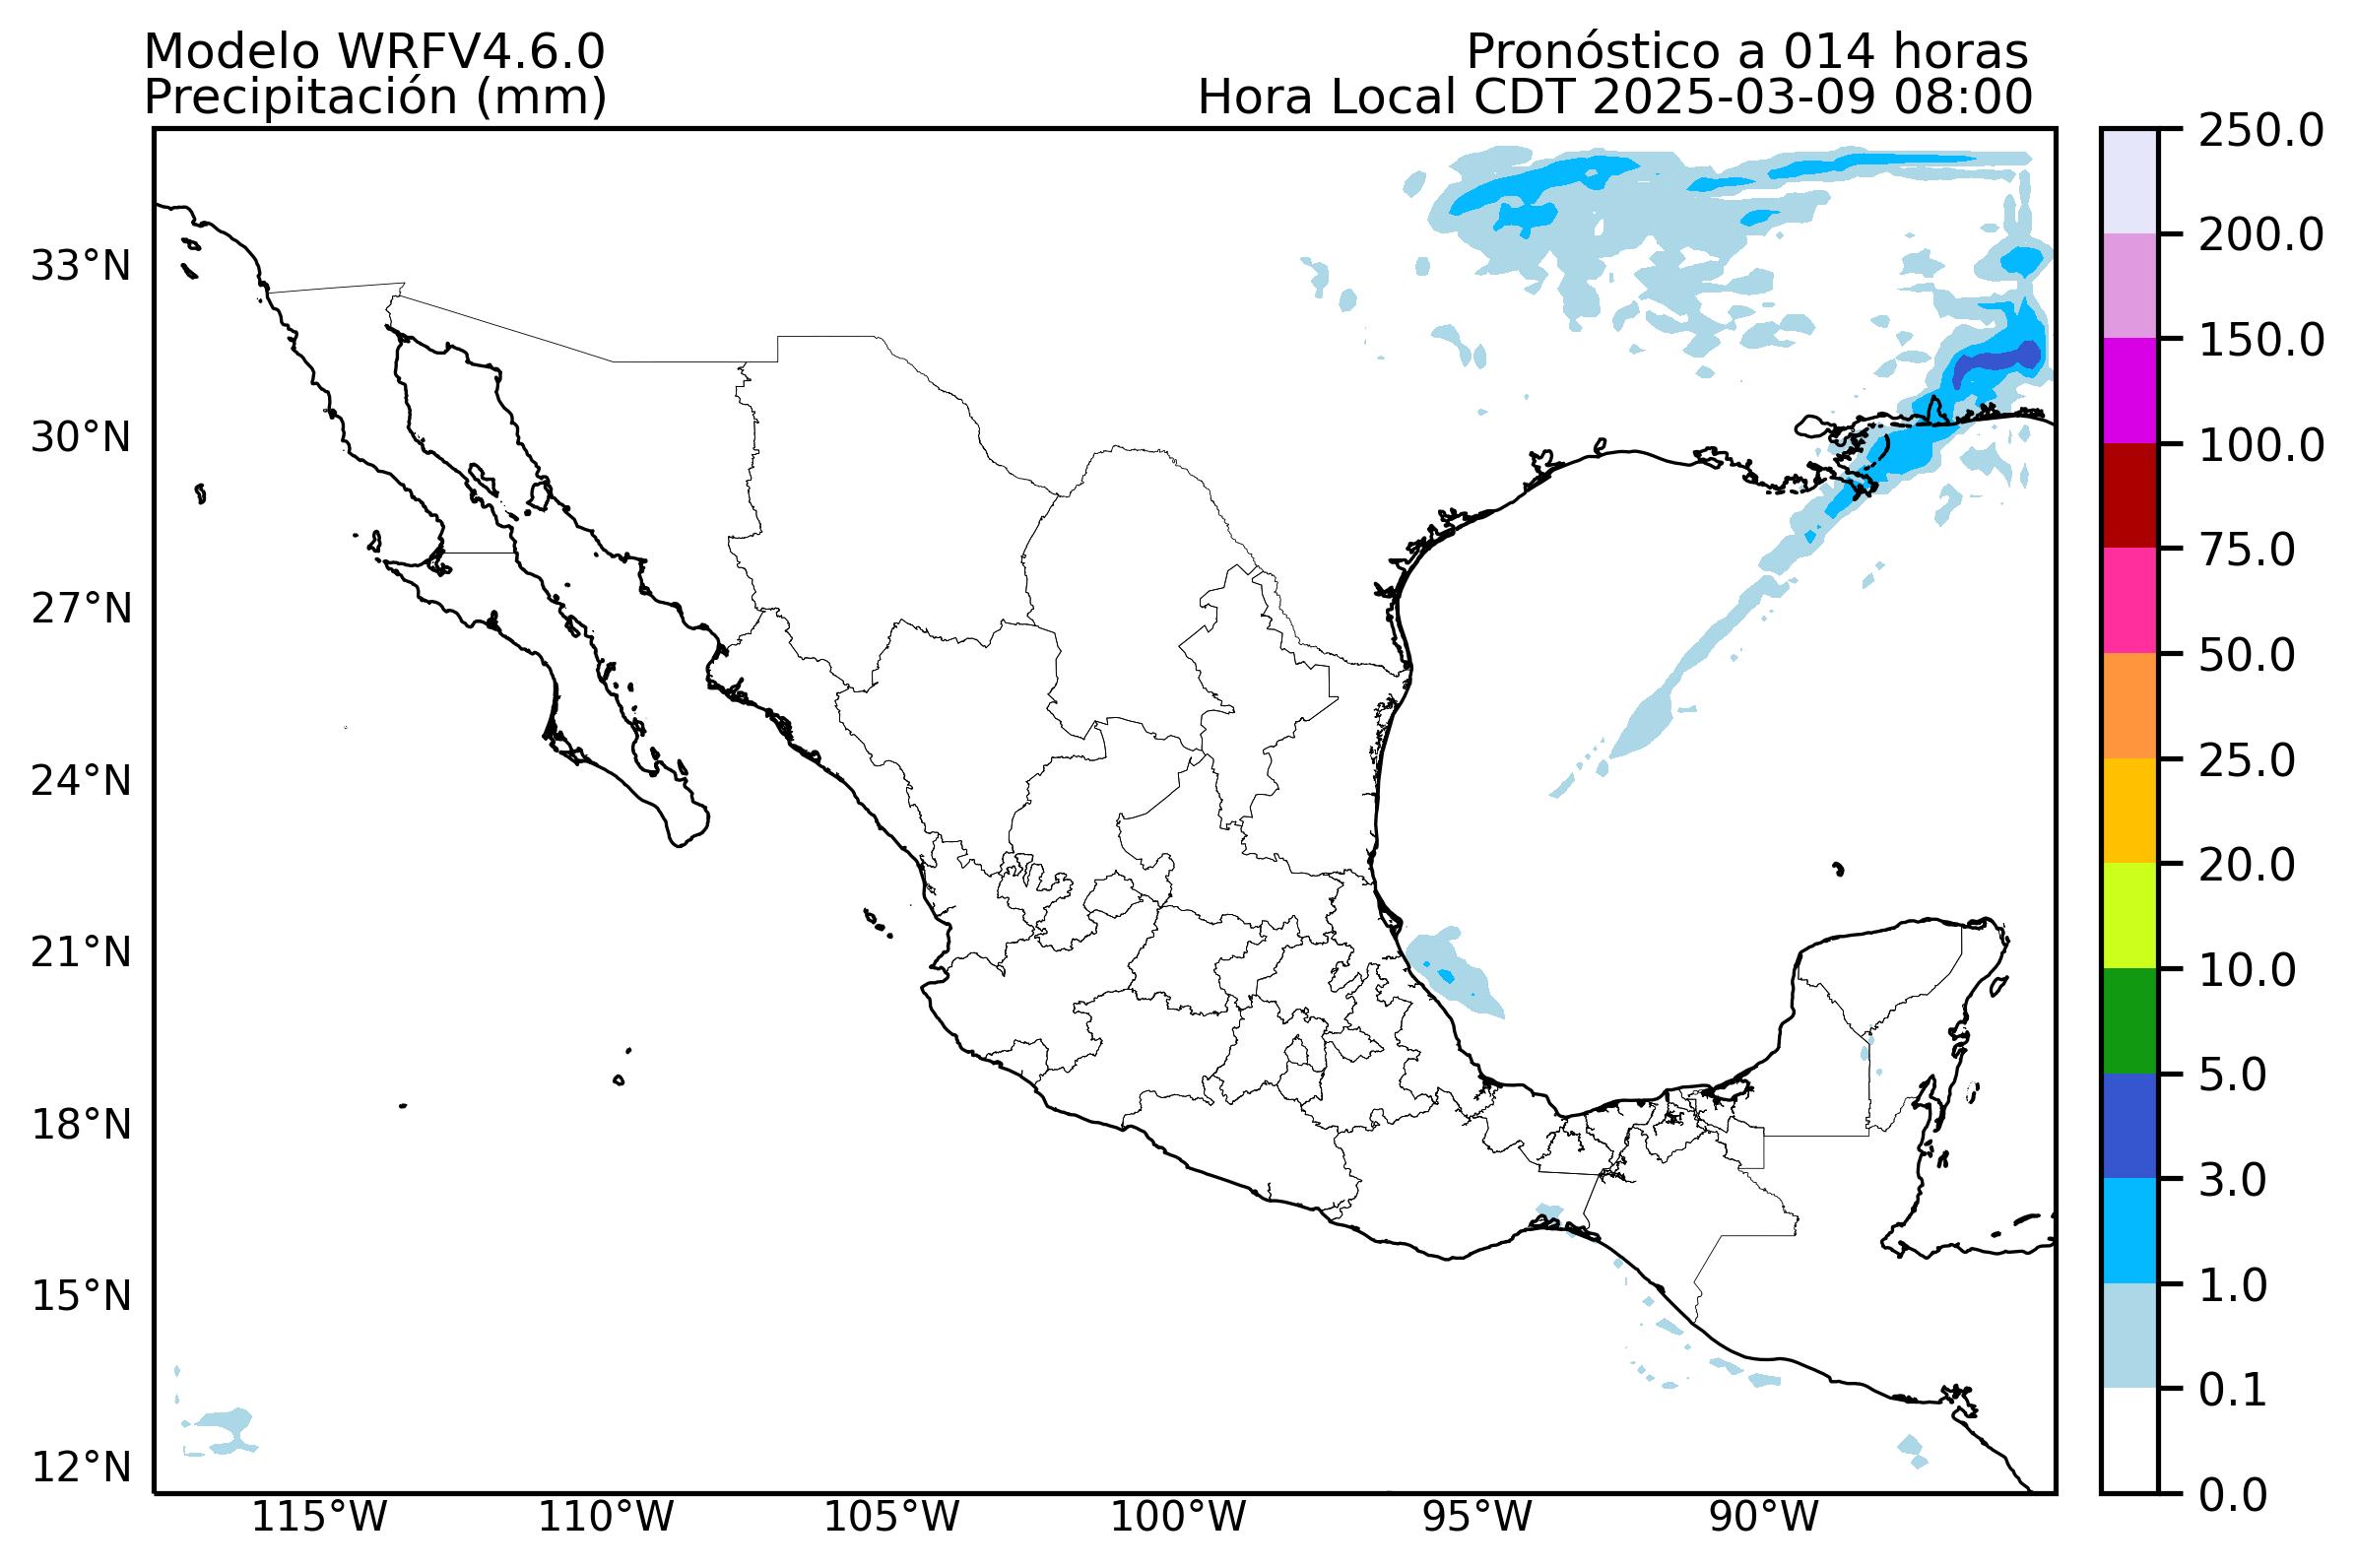 Modelo WRFV4.6.0
Pronóstico a 014 horas
Precipitación (mm)
Hora Local CDT 2025-03-09 08:00
250.0
200.0
150.0
100.0
75.0
50.0
25.0
20.0
10.0
5.0
3.0
1.0
0.1
0.0
33°N
30°N
27°N
24°N
21°N
18°N
15°N
12°N
115°W
110°W
105°W
100°W
95°W
90°W